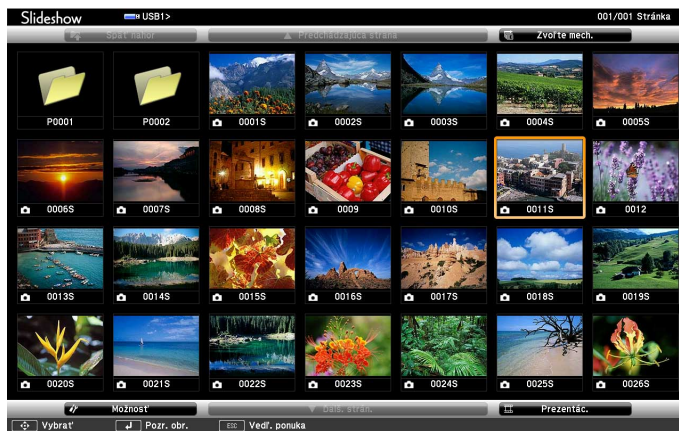 Slideshow USB1> 001/001 Stránka
Späť nahor Predchádzajúca strana Zvoľte mech.
P0001 P0002 0001S 0002S 0003S 0004S 0005S
0006S 0007S 0008S 0009 0010S 0011S 0012
0013S 0014S 0015S 0016S 0017S 0018S 0019S
0020S 0021S 0022S 0023S 0024S 0025S 0026S
Možnosť Ďalš. strán. Prezentác.
Vybrať Pozr. obr. ESC Vedľ. ponuka